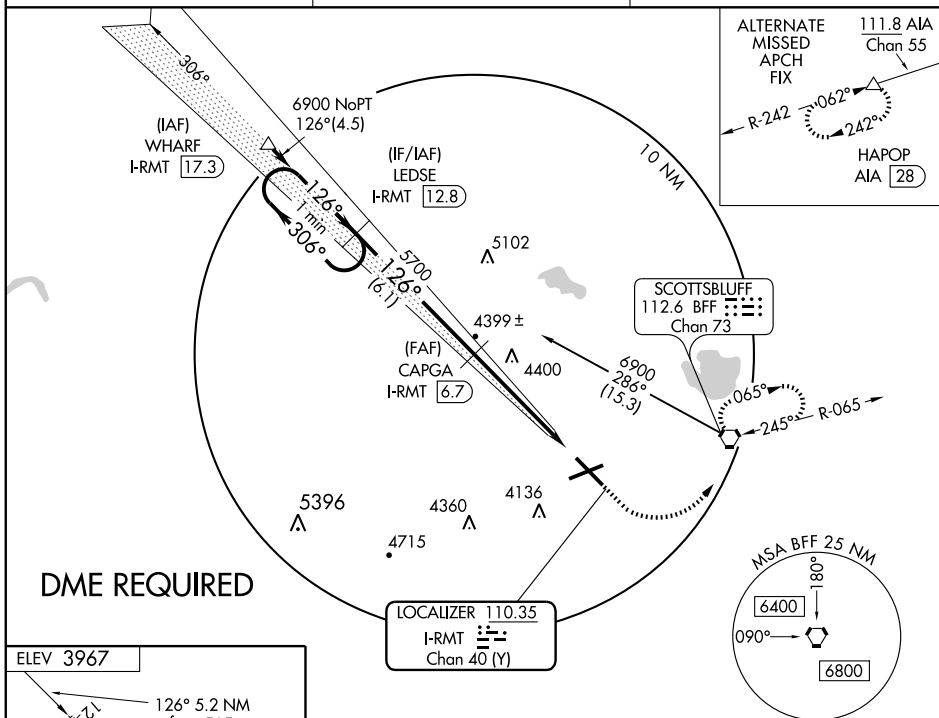 ALTERNATE
MISSED
APCH
FIX
111.8 AIA
Chan 55
R-242
062°
242°
HAPOP
AIA 28
306°
6900 NoPT
126°(4.5)
(IAF)
WHARF
I-RMT 17.3
(IF/IAF)
LEDSE
I-RMT 12.8
10 NM
126°
1 min
306°
5700
126°
(6.1)
5102
4399 ±
(FAF)
CAPGA
I-RMT 6.7
4400
SCOTTSBLUFF
112.6 BFF
Chan 73
6900
286°
(15.3)
065°
245°
R-065
5396
4360
4136
4715
DME REQUIRED
LOCALIZER 110.35
I-RMT
Chan 40 (Y)
MSA BFF 25 NM
180°
6400
090°
6800
ELEV 3967
126° 5.2 NM